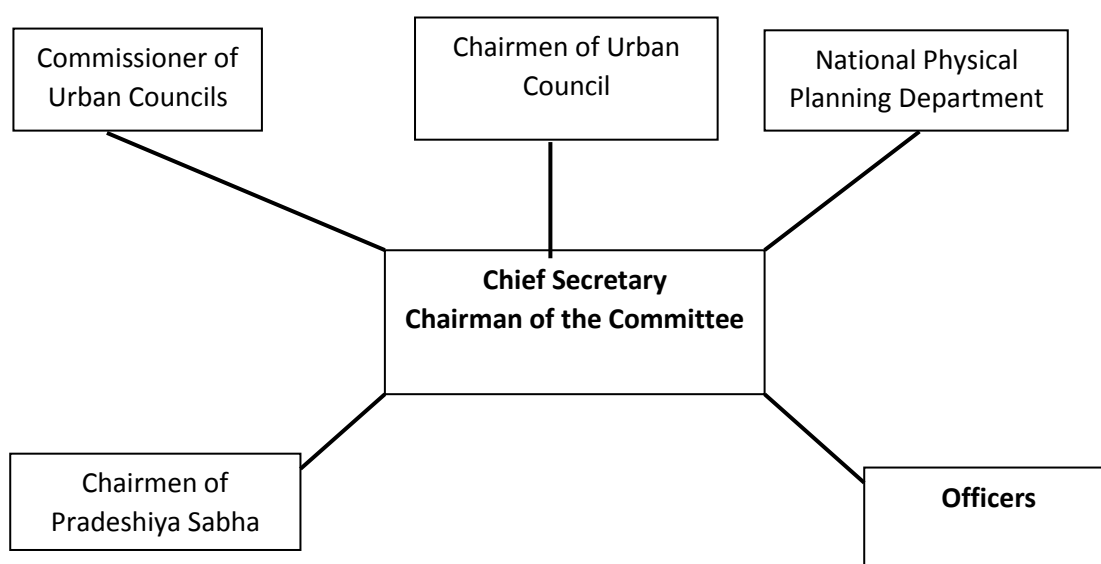 Commissioner of
Urban Councils
Chairmen of Urban
Council
National Physical
Planning Department
Chief Secretary
Chairman of the Committee
Chairmen of
Pradeshiya Sabha
Officers